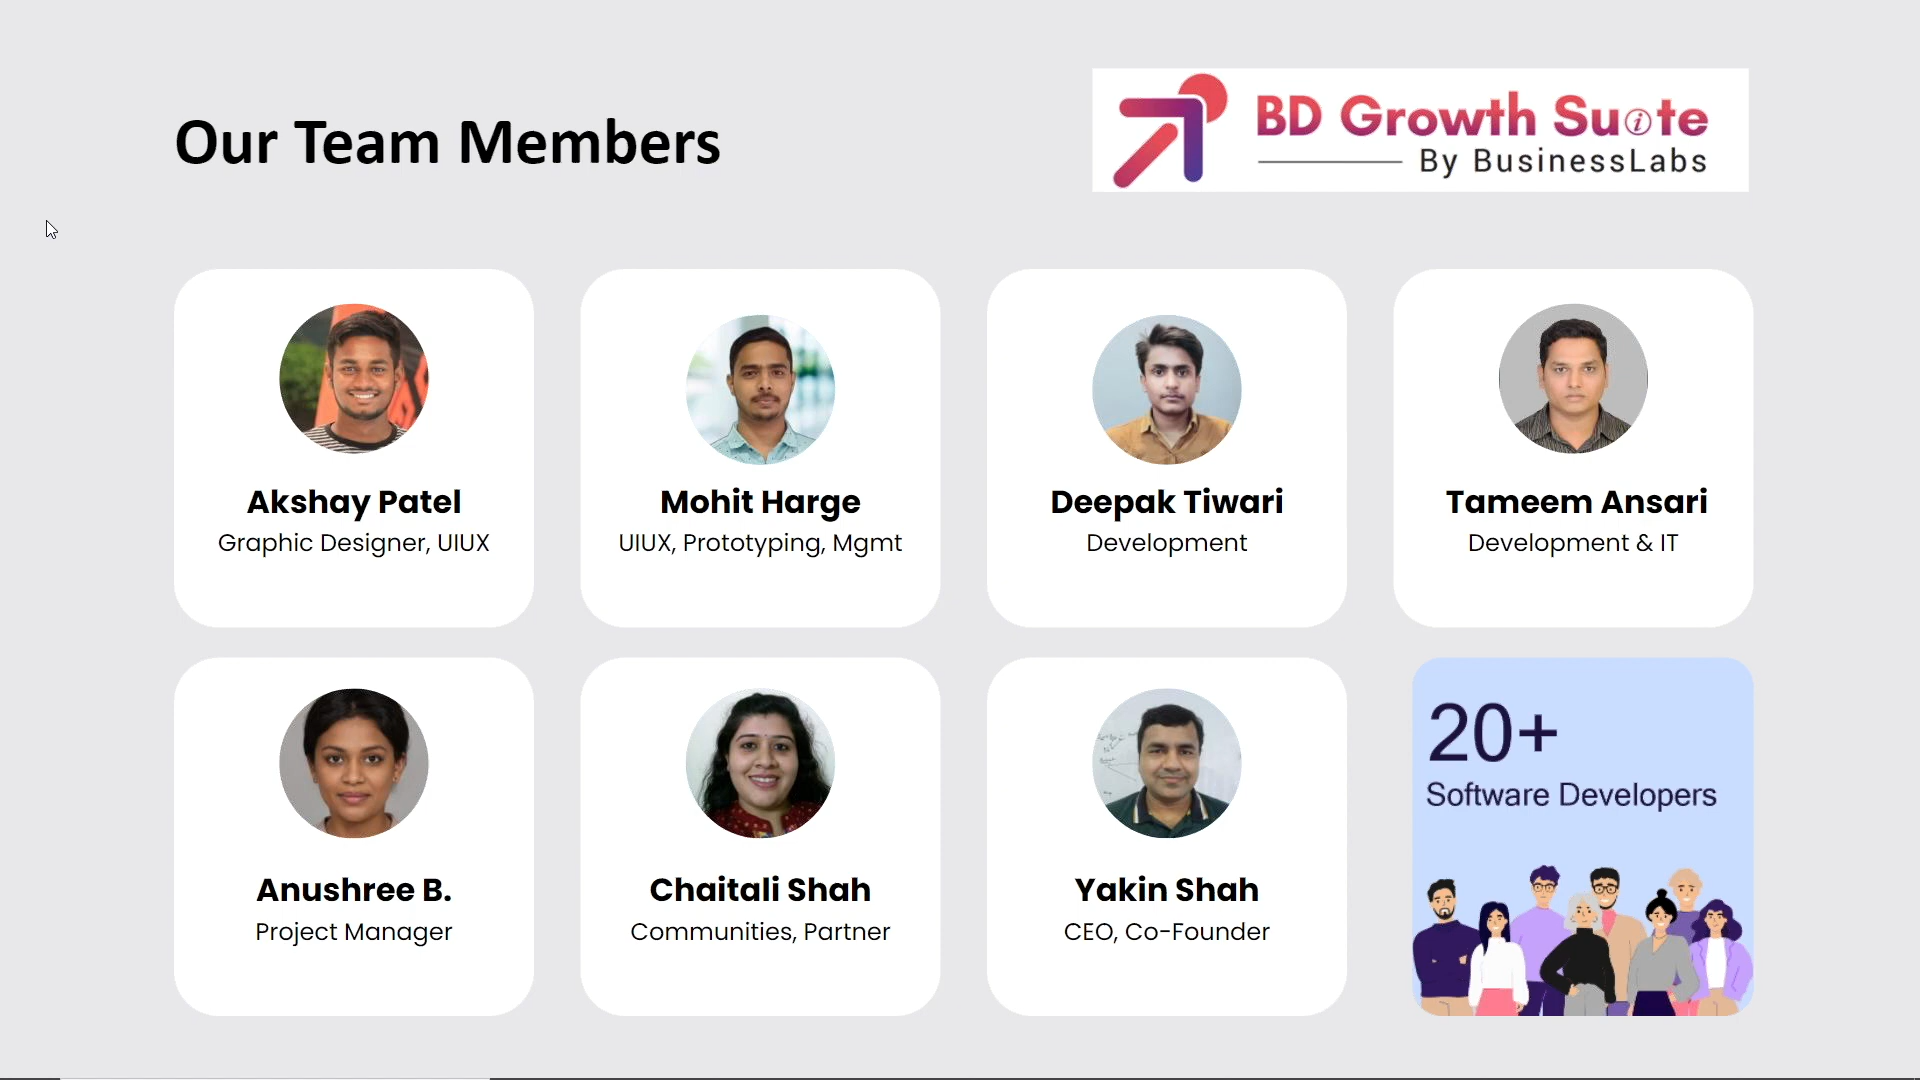 Our Team Members
BD Growth Suite
By BusinessLabs
Akshay Patel
Graphic Designer, UIUX
Mohit Harge
UIUX, Prototyping, Mgmt
Deepak Tiwari
Development
Tameem Ansari
Development & IT
Anushree B.
Project Manager
Chaitali Shah
Communities, Partner
Yakin Shah
CEO, Co-Founder
20+
Software Developers